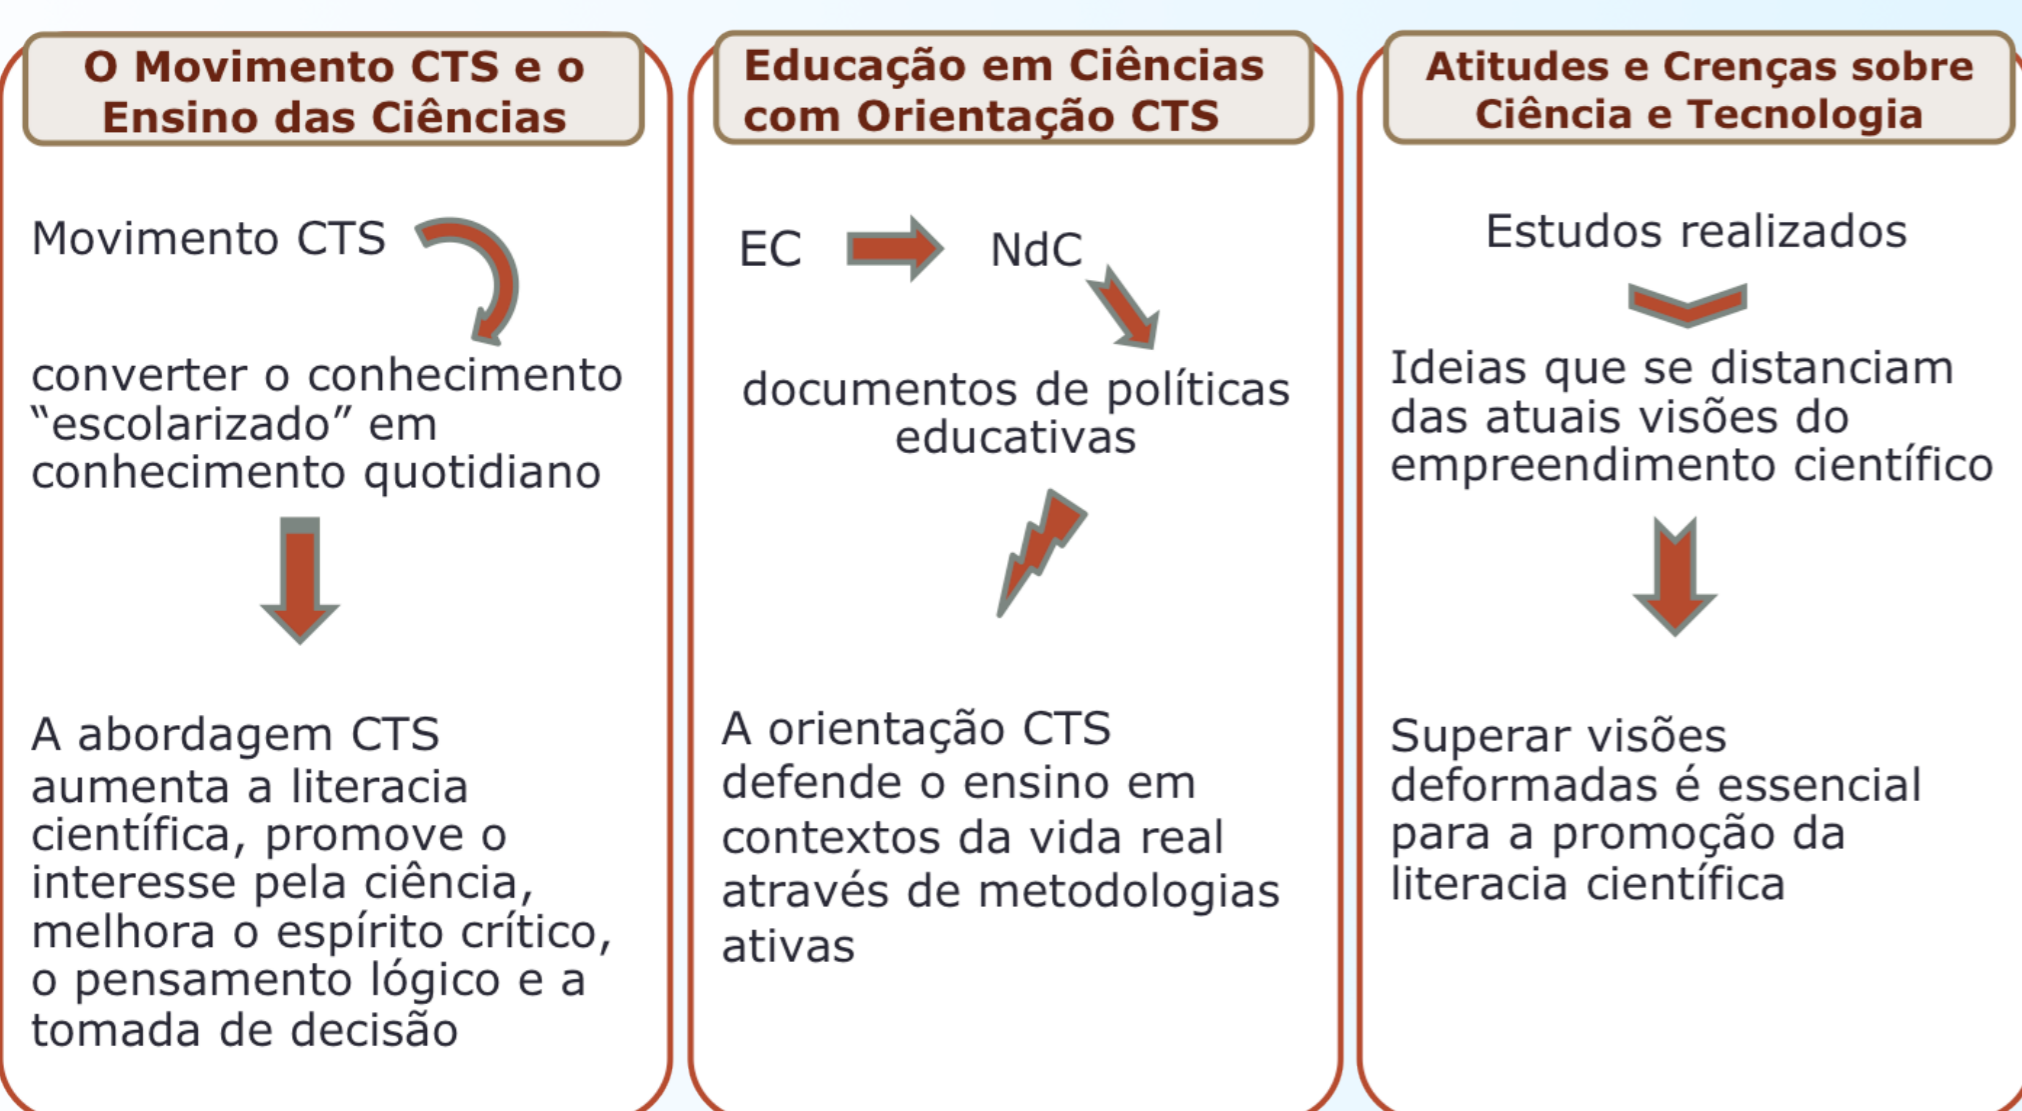 O Movimento CTS e o
Ensino das Ciências
Movimento CTS
converter o conhecimento
“escolarizado” em
conhecimento quotidiano
A abordagem CTS
aumenta a literacia
científica, promove o
interesse pela ciência,
melhora o espírito crítico,
o pensamento lógico e a
tomada de decisão
Educação em Ciências
com Orientação CTS
EC NdC
documentos de políticas
educativas
A orientação CTS
defende o ensino em
contextos da vida real
através de metodologias
ativas
Atitudes e Crenças sobre
Ciência e Tecnologia
Estudos realizados
Ideias que se distanciam
das atuais visões do
empreendimento científico
Superar visões
deformadas é essencial
para a promoção da
literacia científica